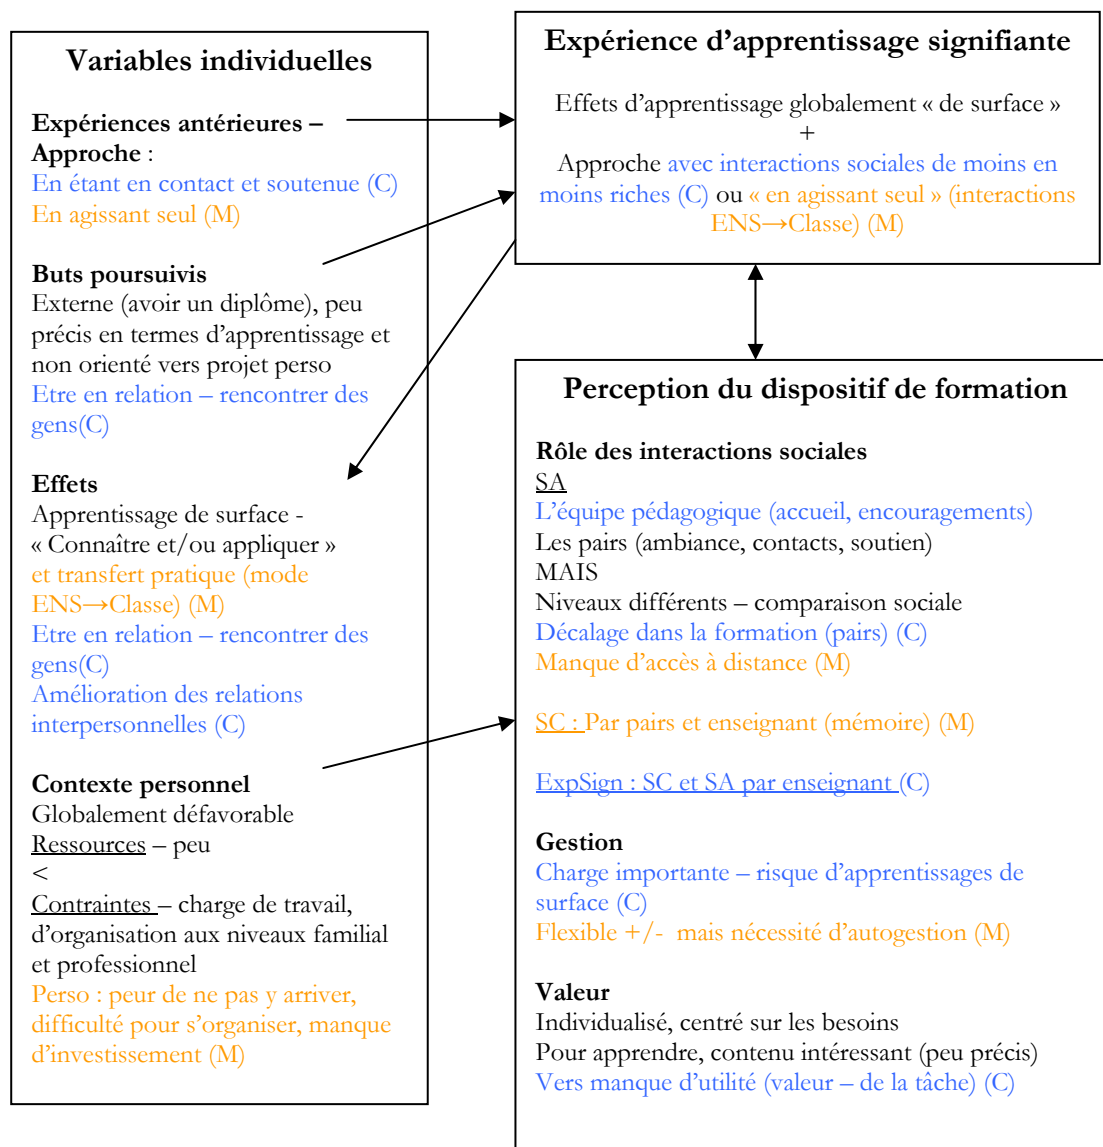 Variables individuelles
Expériences antérieures –
Approche :
En étant en contact et soutenue (C)
En agissant seul (M)
Buts poursuivis
Externe (avoir un diplôme), peu
précis en termes d’apprentissage et
non orienté vers projet perso
Etre en relation – rencontrer des
gens(C)
Effets
Apprentissage de surface -
« Connaître et/ou appliquer »
et transfert pratique (mode
ENS→Classe) (M)
Etre en relation – rencontrer des
gens(C)
Amélioration des relations
interpersonnelles (C)
Contexte personnel
Globalement défavorable
Ressources – peu
<
Contraintes – charge de travail,
d’organisation aux niveaux familial
et professionnel
Perso : peur de ne pas y arriver,
difficulté pour s’organiser, manque
d’investissement (M)
Expérience d’apprentissage signifiante
Effets d’apprentissage globalement « de surface »
+
Approche avec interactions sociales de moins en
moins riches (C) ou « en agissant seul » (interactions
ENS→Classe) (M)
Perception du dispositif de formation
Rôle des interactions sociales
SA
L’équipe pédagogique (accueil, encouragements)
Les pairs (ambiance, contacts, soutien)
MAIS
Niveaux différents – comparaison sociale
Décalage dans la formation (pairs) (C)
Manque d’accès à distance (M)
SC : Par pairs et enseignant (mémoire) (M)
ExpSign : SC et SA par enseignant (C)
Gestion
Charge importante – risque d’apprentissages de
surface (C)
Flexible +/- mais nécessité d’autogestion (M)
Valeur
Individualisé, centré sur les besoins
Pour apprendre, contenu intéressant (peu précis)
Vers manque d’utilité (valeur – de la tâche) (C)